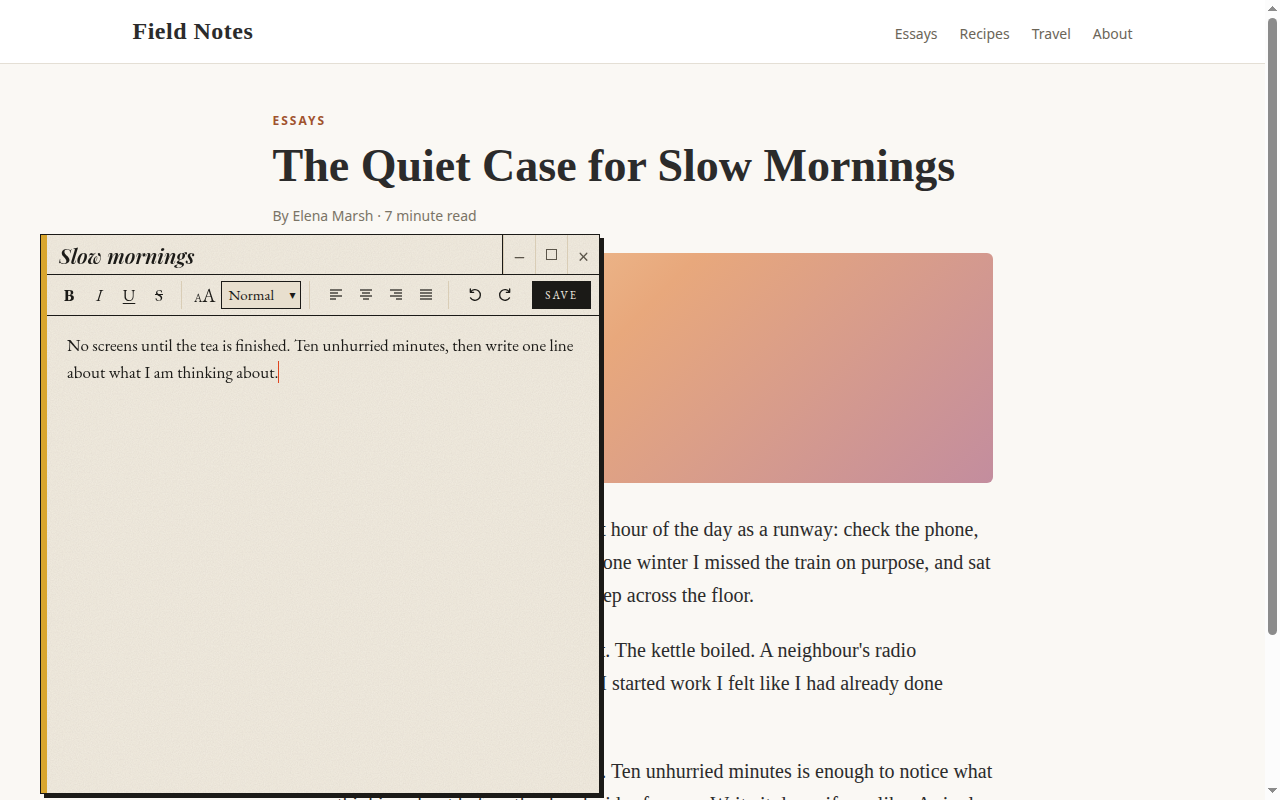 Field Notes
Essays Recipes Travel About
ESSAYS
The Quiet Case for Slow Mornings
By Elena Marsh · 7 minute read
Slow mornings
B I U S AA Normal SAVE
No screens until the tea is finished. Ten unhurried minutes, then write one line
about what I am thinking about.
hour of the day as a runway: check the phone,
one winter I missed the train on purpose, and sat
across the floor.
The kettle boiled. A neighbour's radio
I started work I felt like I had already done
Ten unhurried minutes is enough to notice what